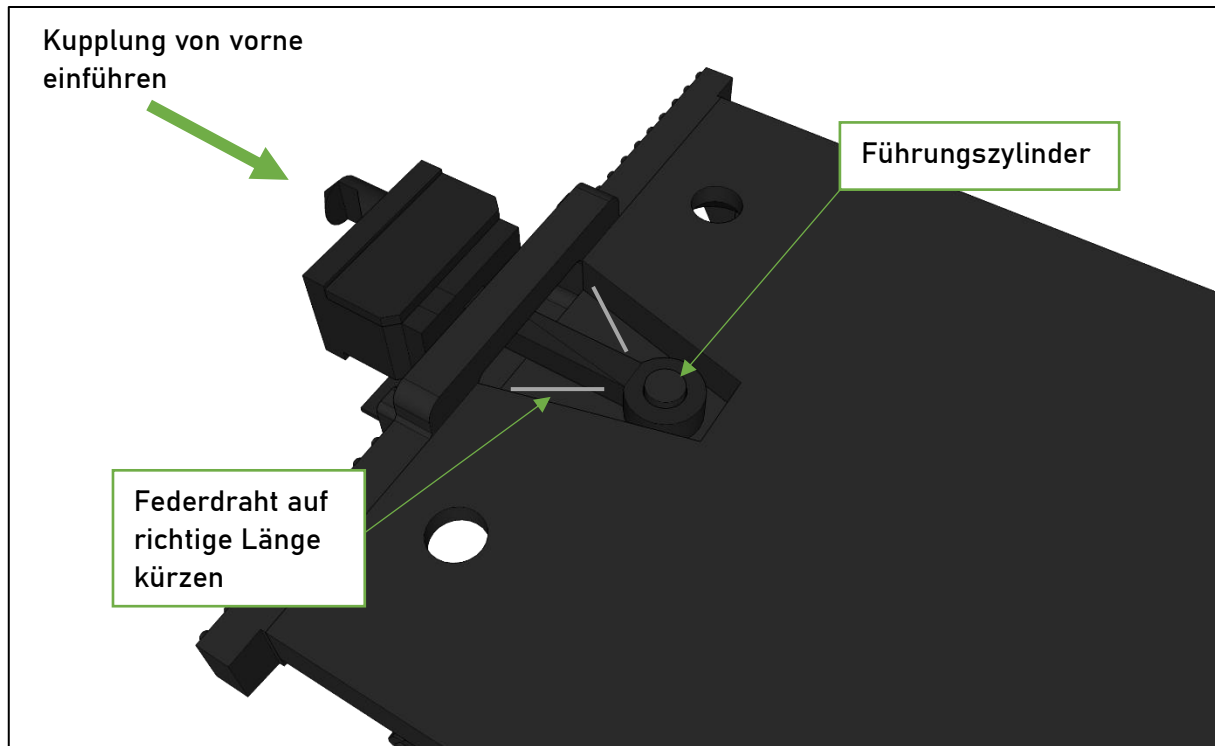 Kupplung von vorne
einführen
Führungszylinder
Federdraht auf
richtige Länge
kürzen